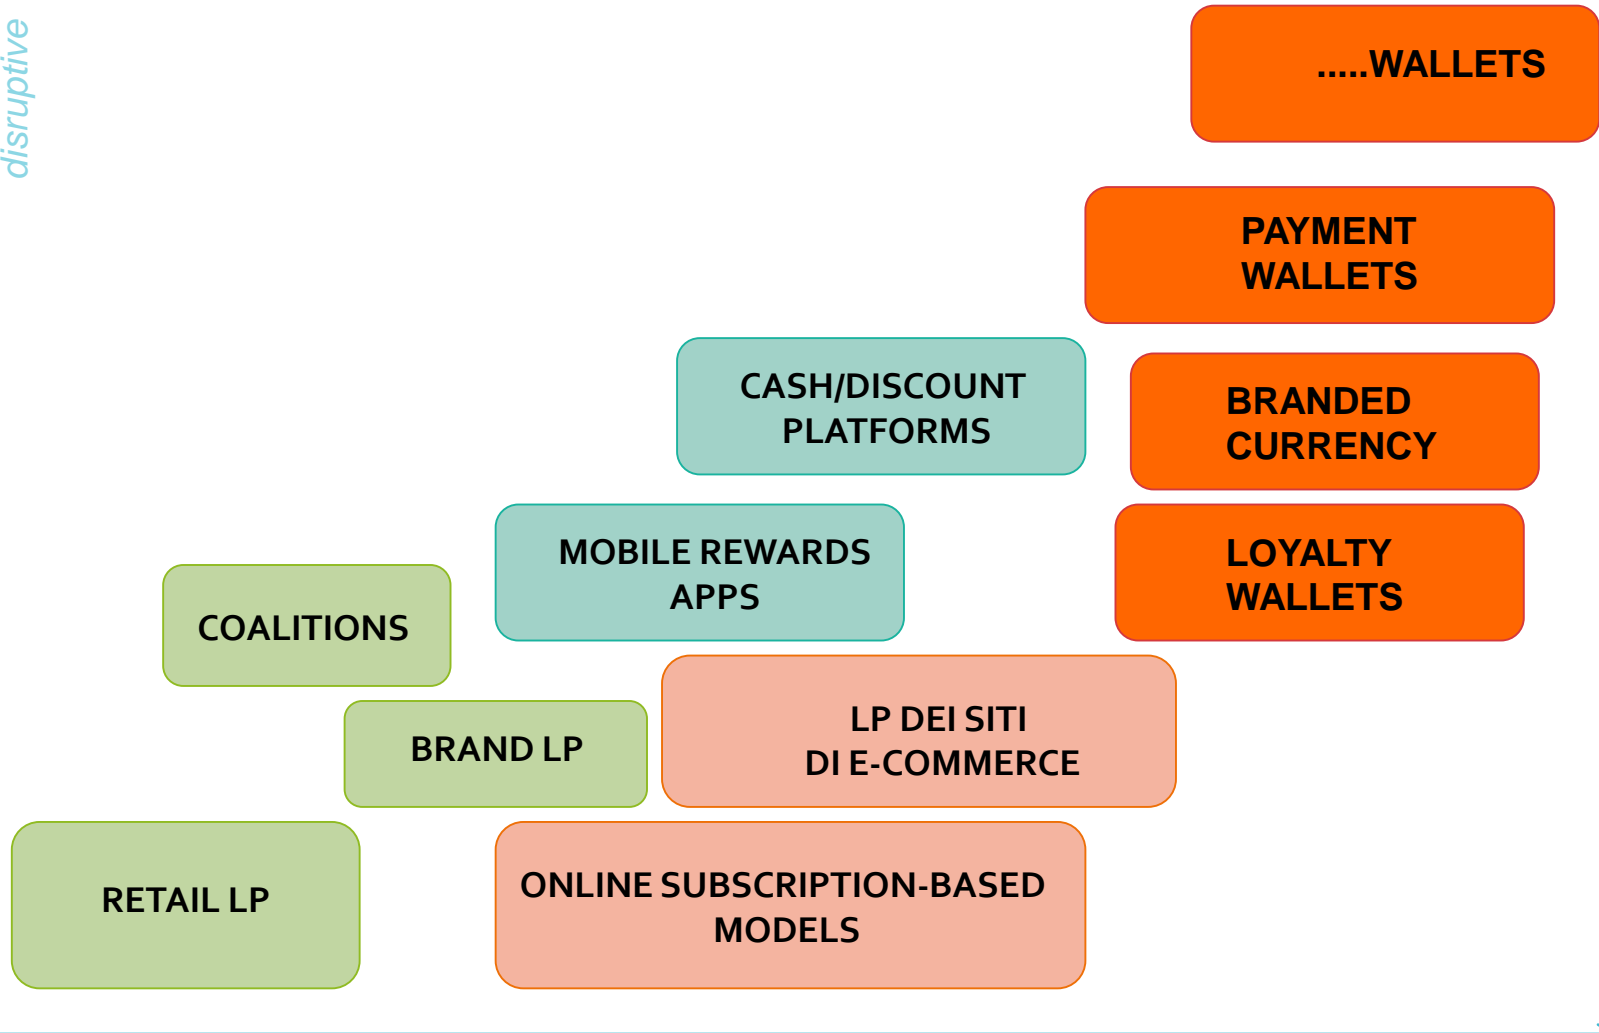 disruptive
.....WALLETS
PAYMENT
WALLETS
CASH/DISCOUNT
PLATFORMS
BRANDED
CURRENCY
MOBILE REWARDS
APPS
LOYALTY
WALLETS
COALITIONS
BRAND LP
LP DEI SITI
DI E-COMMERCE
RETAIL LP
ONLINE SUBSCRIPTION-BASED
MODELS